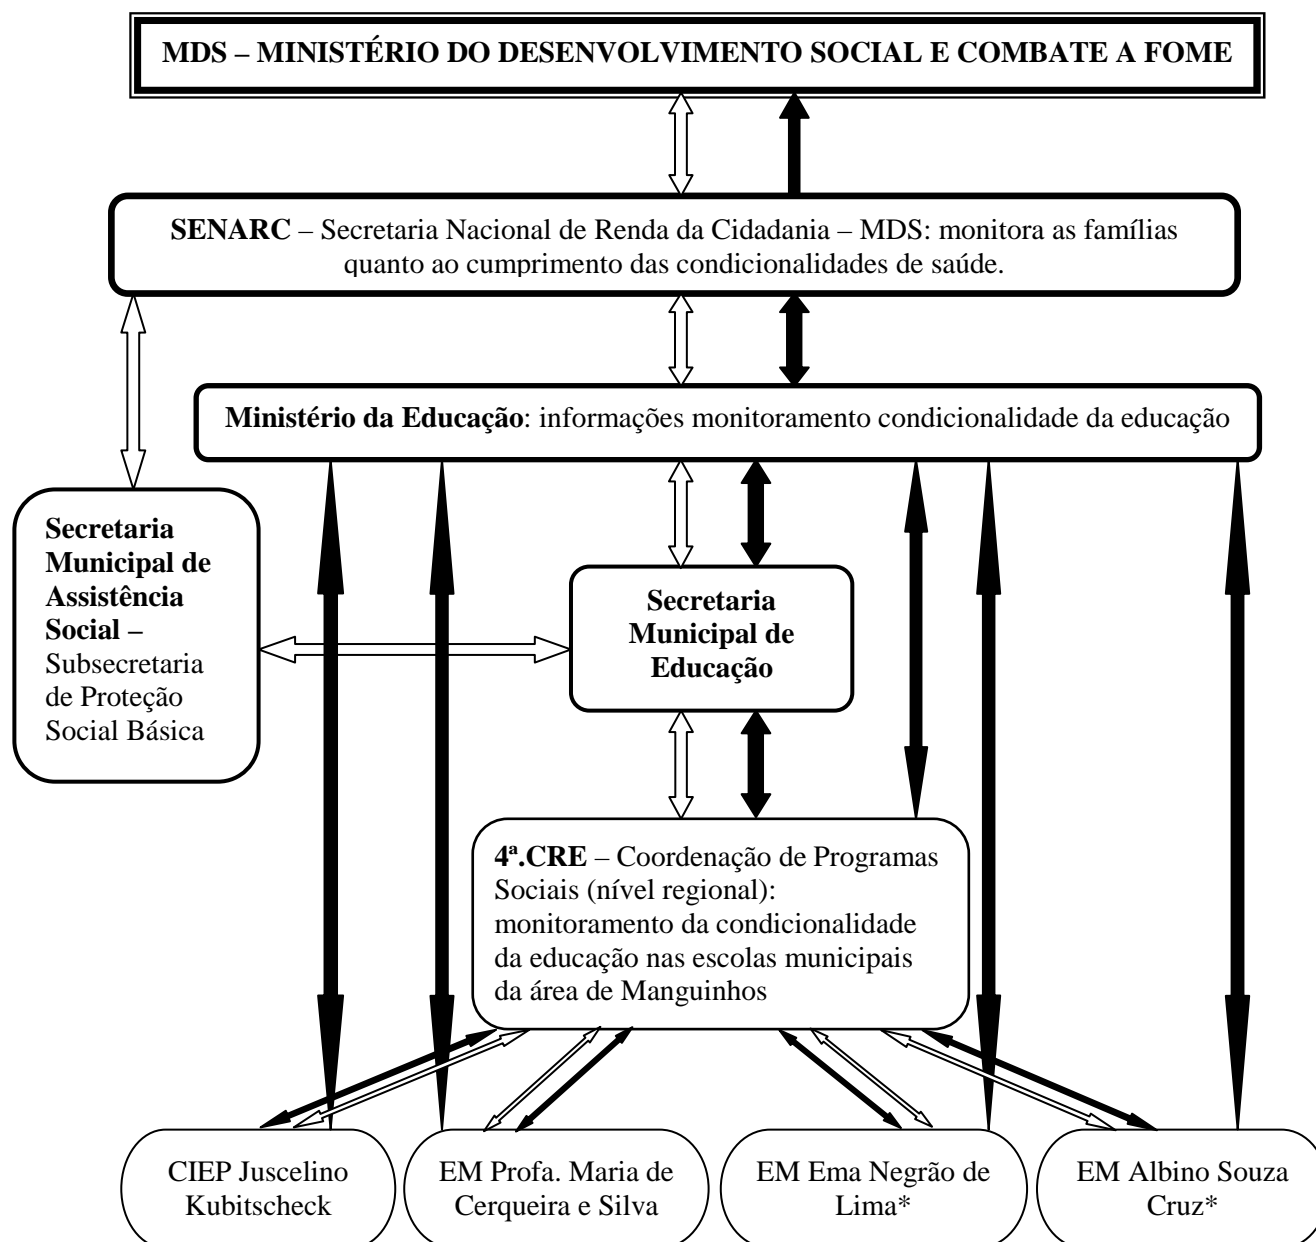 MDS – MINISTÉRIO DO DESENVOLVIMENTO SOCIAL E COMBATE A FOME
SENARC – Secretaria Nacional de Renda da Cidadania – MDS: monitora as famílias
quanto ao cumprimento das condicionalidades de saúde.
Ministério da Educação: informações monitoramento condicionalidade da educação
Secretaria
Municipal de
Assistência
Social –
Subsecretaria
de Proteção
Social Básica
Secretaria
Municipal de
Educação
4ª.CRE – Coordenação de Programas
Sociais (nível regional):
monitoramento da condicionalidade
da educação nas escolas municipais
da área de Manguinhos
CIEP Juscelino
Kubitscheck
EM Profa. Maria de
Cerqueira e Silva
EM Ema Negrão de
Lima*
EM Albino Souza
Cruz*